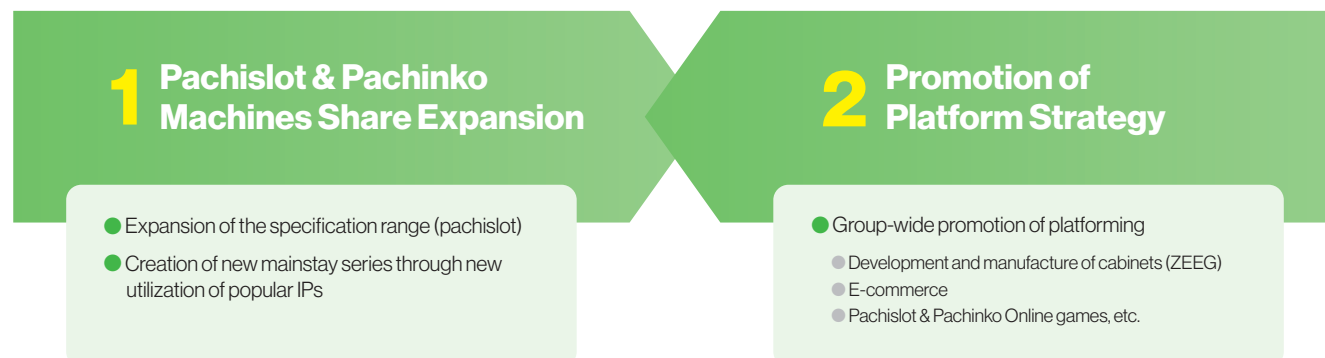 1
Pachislot & Pachinko
Machines Share Expansion
Expansion of the specification range (pachislot)
Creation of new mainstay series through new
utilization of popular IPs
2
Promotion of
Platform Strategy
Group-wide promotion of platforming
Development and manufacture of cabinets (ZEEG)
E-commerce
Pachislot & Pachinko Online games, etc.